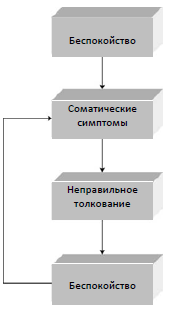 Беспокойство
Соматические
симптомы
Неправильное
толкование
Беспокойство